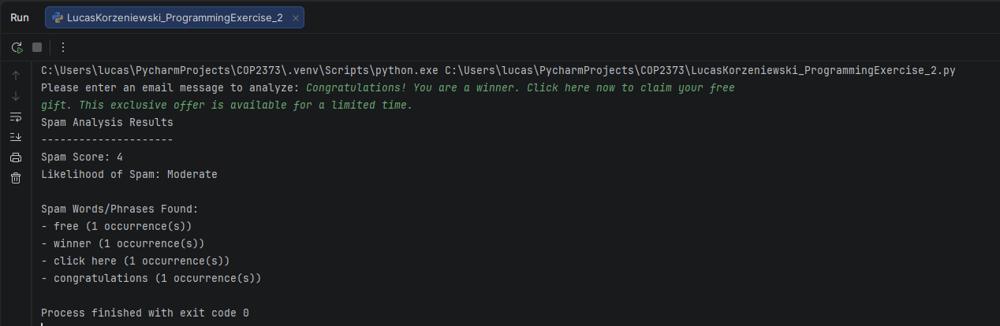 Run
LucasKorzeniewski_ProgrammingExercise_2
C:\Users\lucas\PycharmProjects\COP2373\.venv\Scripts\python.exe C:\Users\lucas\PycharmProjects\COP2373\LucasKorzeniewski_ProgrammingExercise_2.py
Please enter an email message to analyze: Congratulations! You are a winner. Click here now to claim your free
gift. This exclusive offer is available for a limited time.
Spam Analysis Results
---------------------
Spam Score: 4
Likelihood of Spam: Moderate
Spam Words/Phrases Found:
- free (1 occurrence(s))
- winner (1 occurrence(s))
- click here (1 occurrence(s))
- congratulations (1 occurrence(s))
Process finished with exit code 0